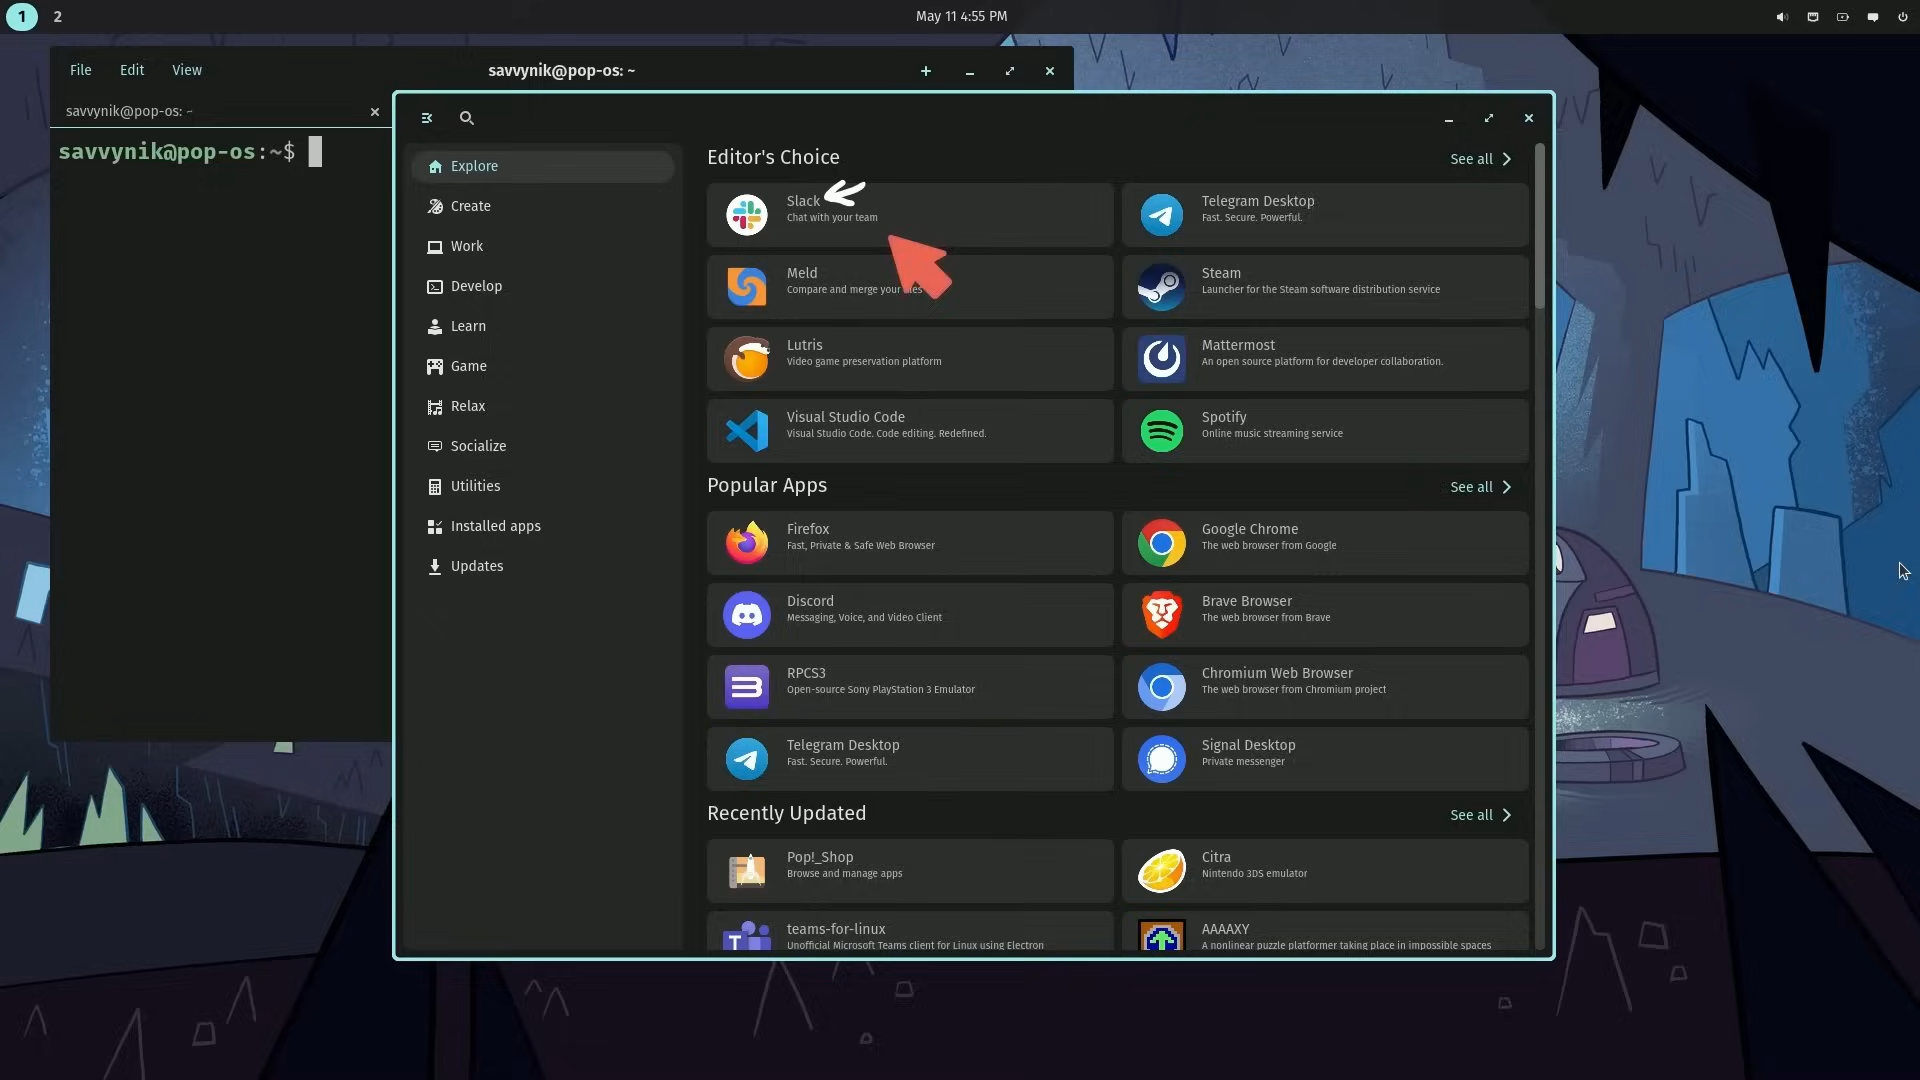 1 2 May 11 4:55 PM
File Edit View savvynik@pop-os: ~
savvynik@pop-os: ~
savvynik@pop-os:~$
Explore
Create
Work
Develop
Learn
Game
Relax
Socialize
Utilities
Installed apps
Updates
Editor's Choice See all
Slack
Chat with your team
Telegram Desktop
Fast. Secure. Powerful.
Meld
Compare and merge your
Steam
Launcher for the Steam software distribution service
Lutris
Video game preservation platform
Mattermost
An open source platform for developer collaboration.
Visual Studio Code
Visual Studio Code. Code editing. Redefined.
Spotify
Online music streaming service
Popular Apps See all
Firefox
Fast, Private & Safe Web Browser
Google Chrome
The web browser from Google
Discord
Messaging, Voice, and Video Client
Brave Browser
The web browser from Brave
RPCS3
Open-source Sony PlayStation 3 Emulator
Chromium Web Browser
The web browser from Chromium project
Telegram Desktop
Fast. Secure. Powerful.
Signal Desktop
Private messenger
Recently Updated See all
Pop!_Shop
Browse and manage apps
Citra
Nintendo 3DS emulator
teams-for-linux
Unofficial Microsoft Teams client for Linux using Electron
AAAAXY
A nonlinear puzzle platformer taking place in impossible spaces